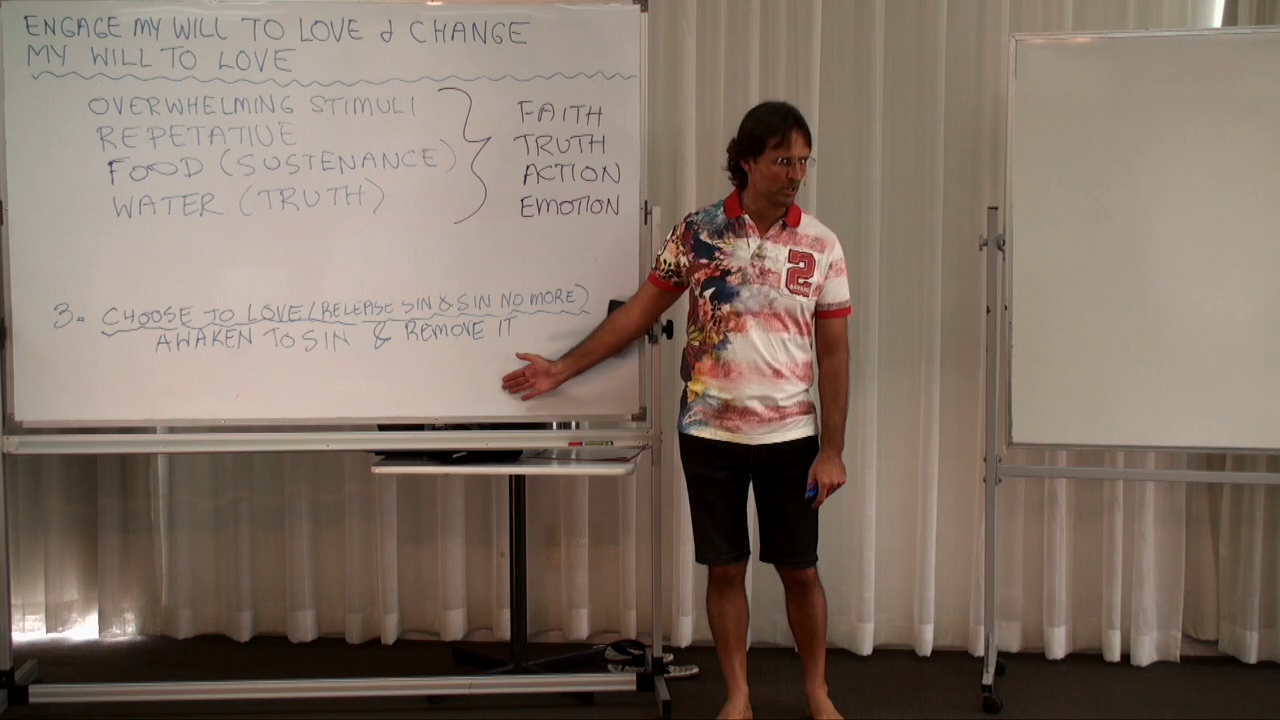 ENGAGE MY WILL TO LOVE & CHANGE
MY WILL TO LOVE
OVERWHELMING STIMULI
REPETATIVE
FOOD (SUSTENANCE)
WATER (TRUTH)
FAITH
TRUTH
ACTION
EMOTION
3. CHOOSE TO LOVE (RELEASE SIN & SIN NO MORE)
AWAKEN TO SIN & REMOVE IT
2